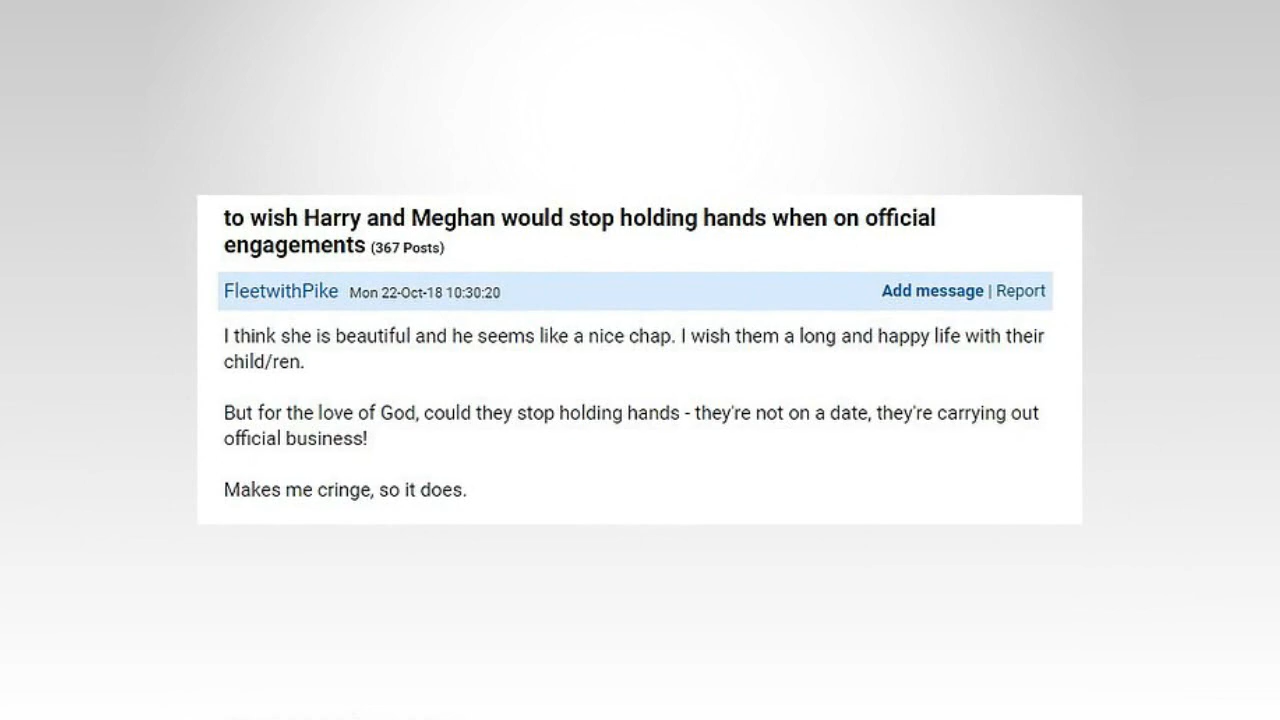 to wish Harry and Meghan would stop holding hands when on official
engagements (367 Posts)
FleetwithPike Mon 22-Oct-18 10:30:20 Add message | Report
I think she is beautiful and he seems like a nice chap. I wish them a long and happy life with their
child/ren.
But for the love of God, could they stop holding hands - they're not on a date, they're carrying out
official business!
Makes me cringe, so it does.